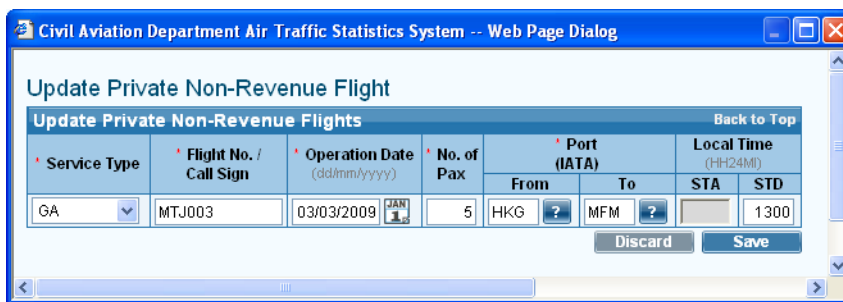 Civil Aviation Department Air Traffic Statistics System -- Web Page Dialog
Update Private Non-Revenue Flight
Update Private Non-Revenue Flights Back to Top
* Service Type * Flight No. / Call Sign * Operation Date (dd/mm/yyyy) * No. of Pax * Port (IATA) Local Time (HH24MI)
From To STA STD
GA MTJ003 03/03/2009 JAN 1 5 HKG ? MFM ? 1300
Discard Save